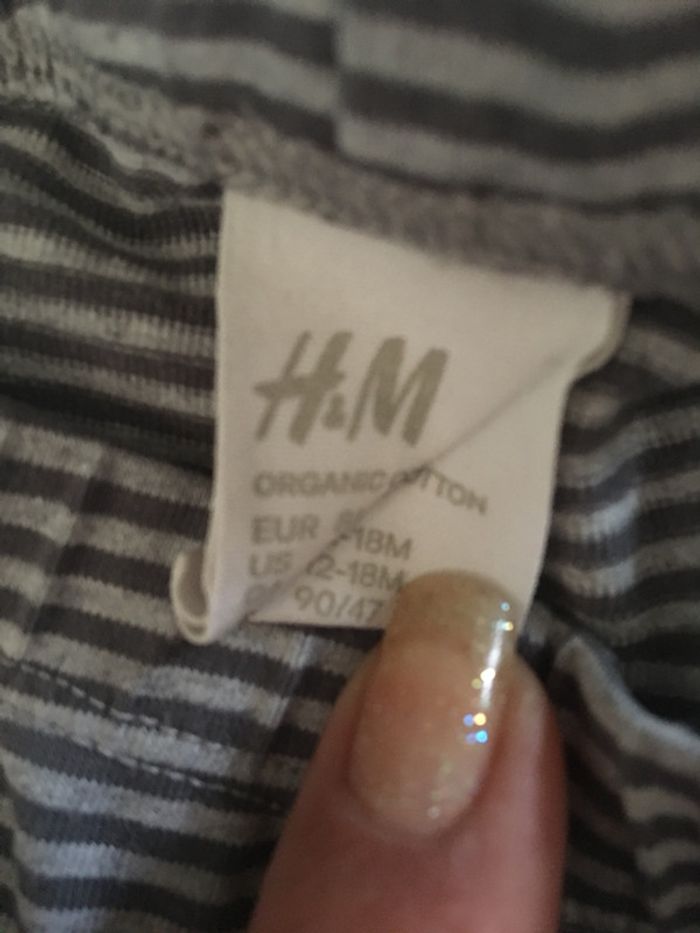 H&M
ORGANIC COTTON
EUR -18M
US 12-18M
90/47